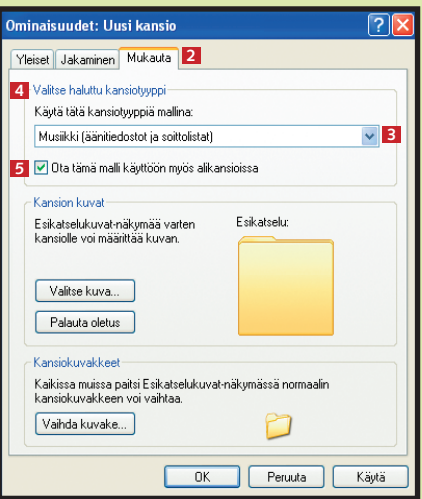 Ominaisuudet: Uusi kansio
Yleiset Jakaminen Mukauta 2
4 Valitse haluttu kansiotyyppi
Käytä tätä kansiotyyppiä mallina:
Musiikki (äänitiedostot ja soittolistat) 3
5 Ota tämä malli käyttöön myös alikansioissa
Kansion kuvat
Esikatselukuvat-näkymää varten
kansiolle voi määrittää kuvan.
Esikatselu:
Valitse kuva...
Palauta oletus
Kansiokuvakkeet
Kaikissa muissa paitsi Esikatselukuvat-näkymässä normaalin
kansiokuvakkeen voi vaihtaa.
Vaihda kuvake...
OK Peruuta Käytä